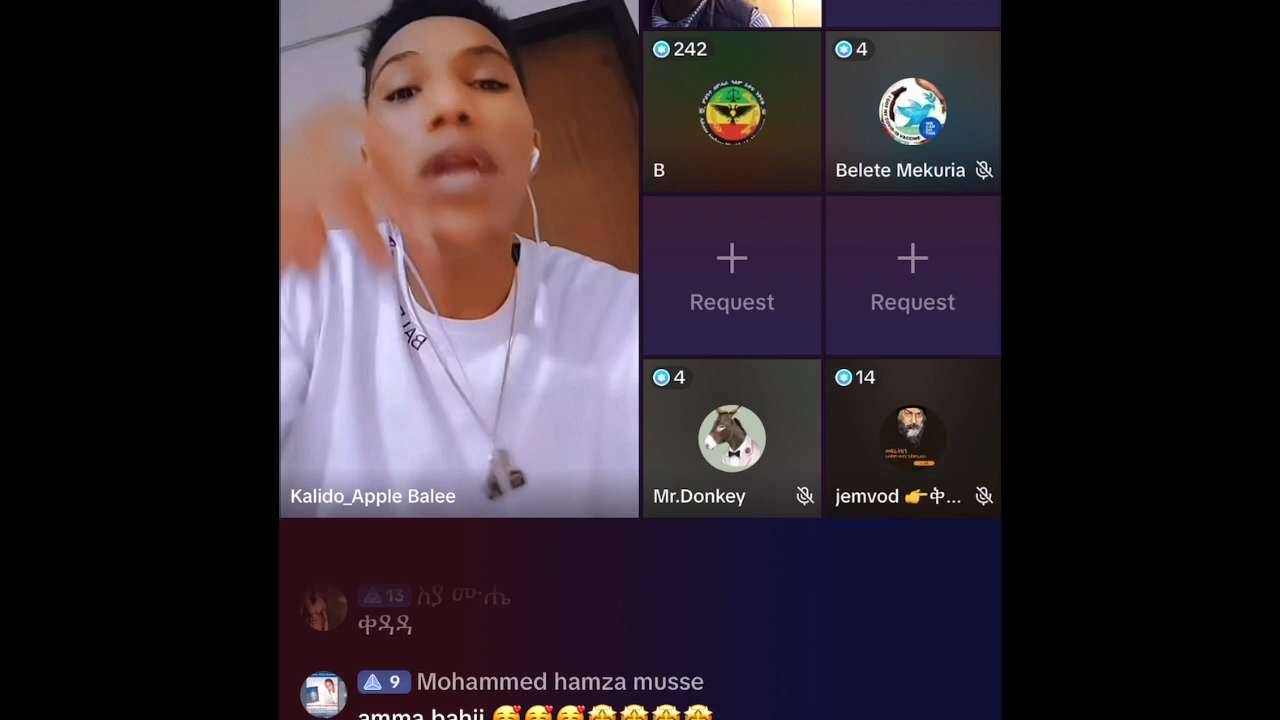 242
4
B
Belete Mekuria
Request
Request
4
14
Mr.Donkey
jemvod 👉ቅ...
Kalido_Apple Balee
13 እያ ሙሔ
ቀዳዳ
9 Mohammed hamza musse
amma bahii 🥰🥰🥰🤩🤩🤩🤩